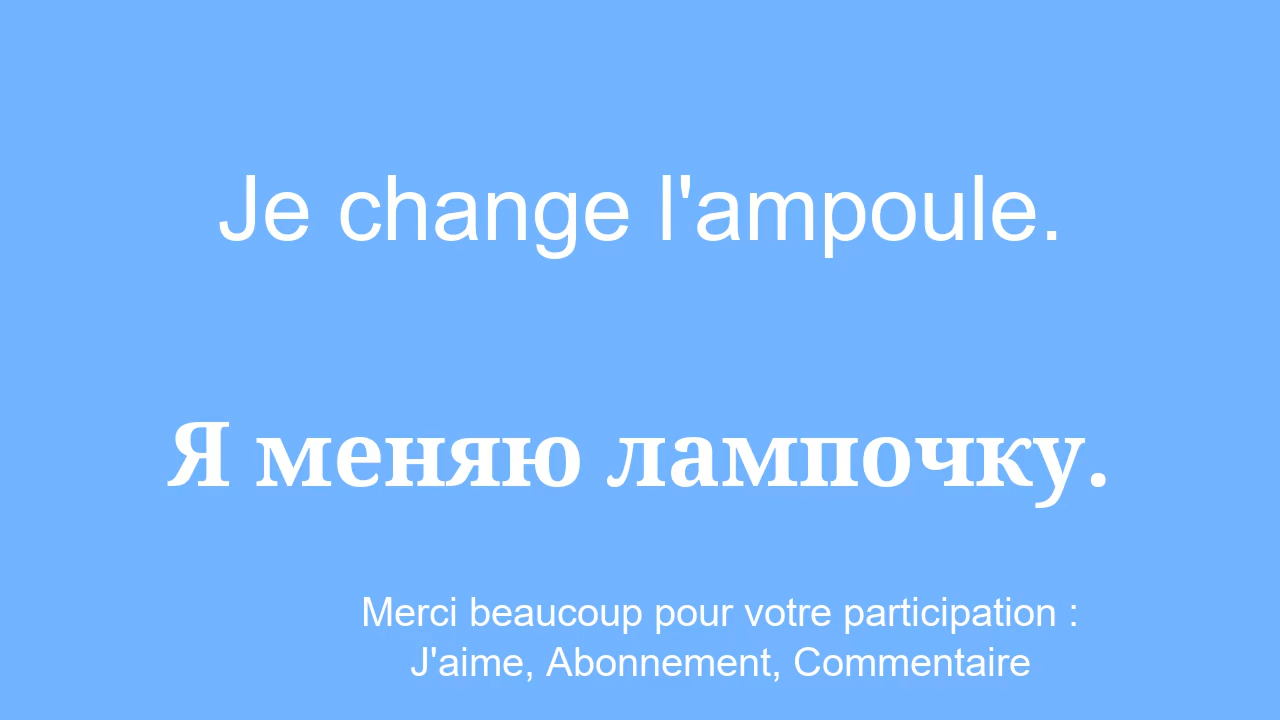 Je change l'ampoule.
Я меняю лампочку.
Merci beaucoup pour votre participation :
J'aime, Abonnement, Commentaire